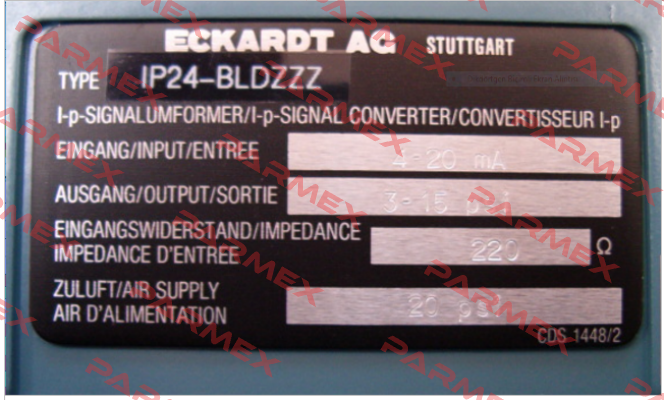 ECKARDT AG STUTTGART
TYPE IP24-BLDZZZ
I-p-SIGNALUMFORMER/I-p-SIGNAL CONVERTER/CONVERTISSEUR I-p
EINGANG/INPUT/ENTREE 4-20 mA
AUSGANG/OUTPUT/SORTIE 3-15 psi
EINGANGSWIDERSTAND/IMPEDANCE
IMPEDANCE D'ENTREE 220 Ω
ZULUFT/AIR SUPPLY
AIR D'ALIMENTATION 20 psi
CDS 1448/2
PARMEX